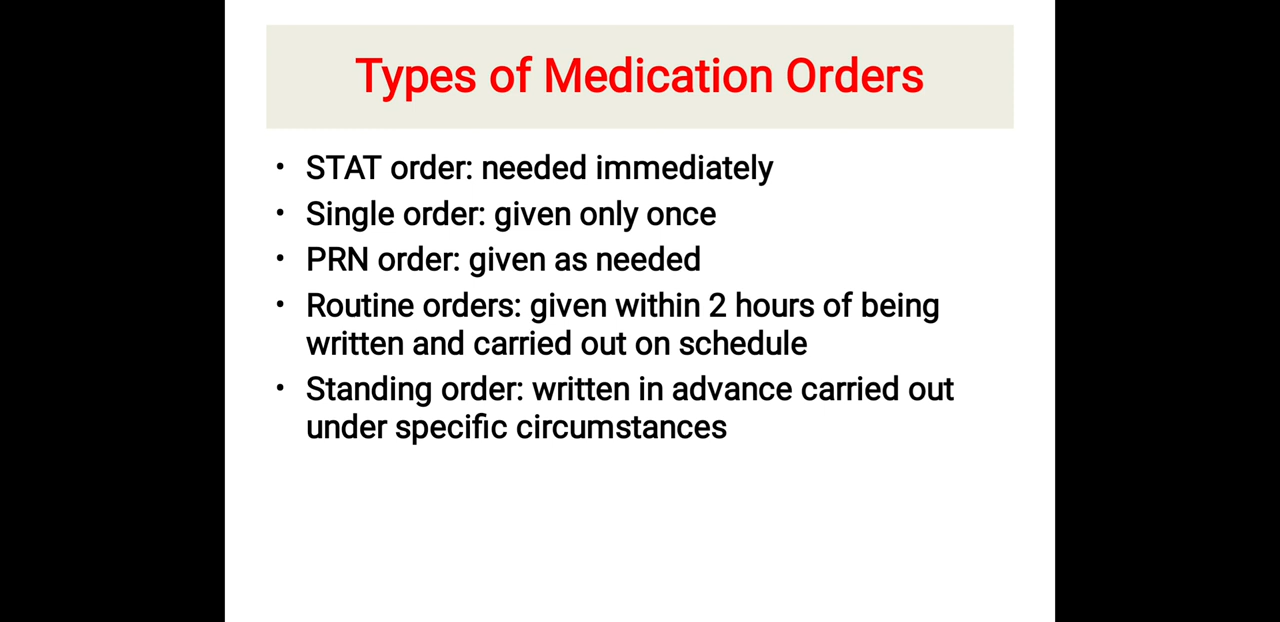 Types of Medication Orders
• STAT order: needed immediately
• Single order: given only once
• PRN order: given as needed
• Routine orders: given within 2 hours of being
written and carried out on schedule
• Standing order: written in advance carried out
under specific circumstances